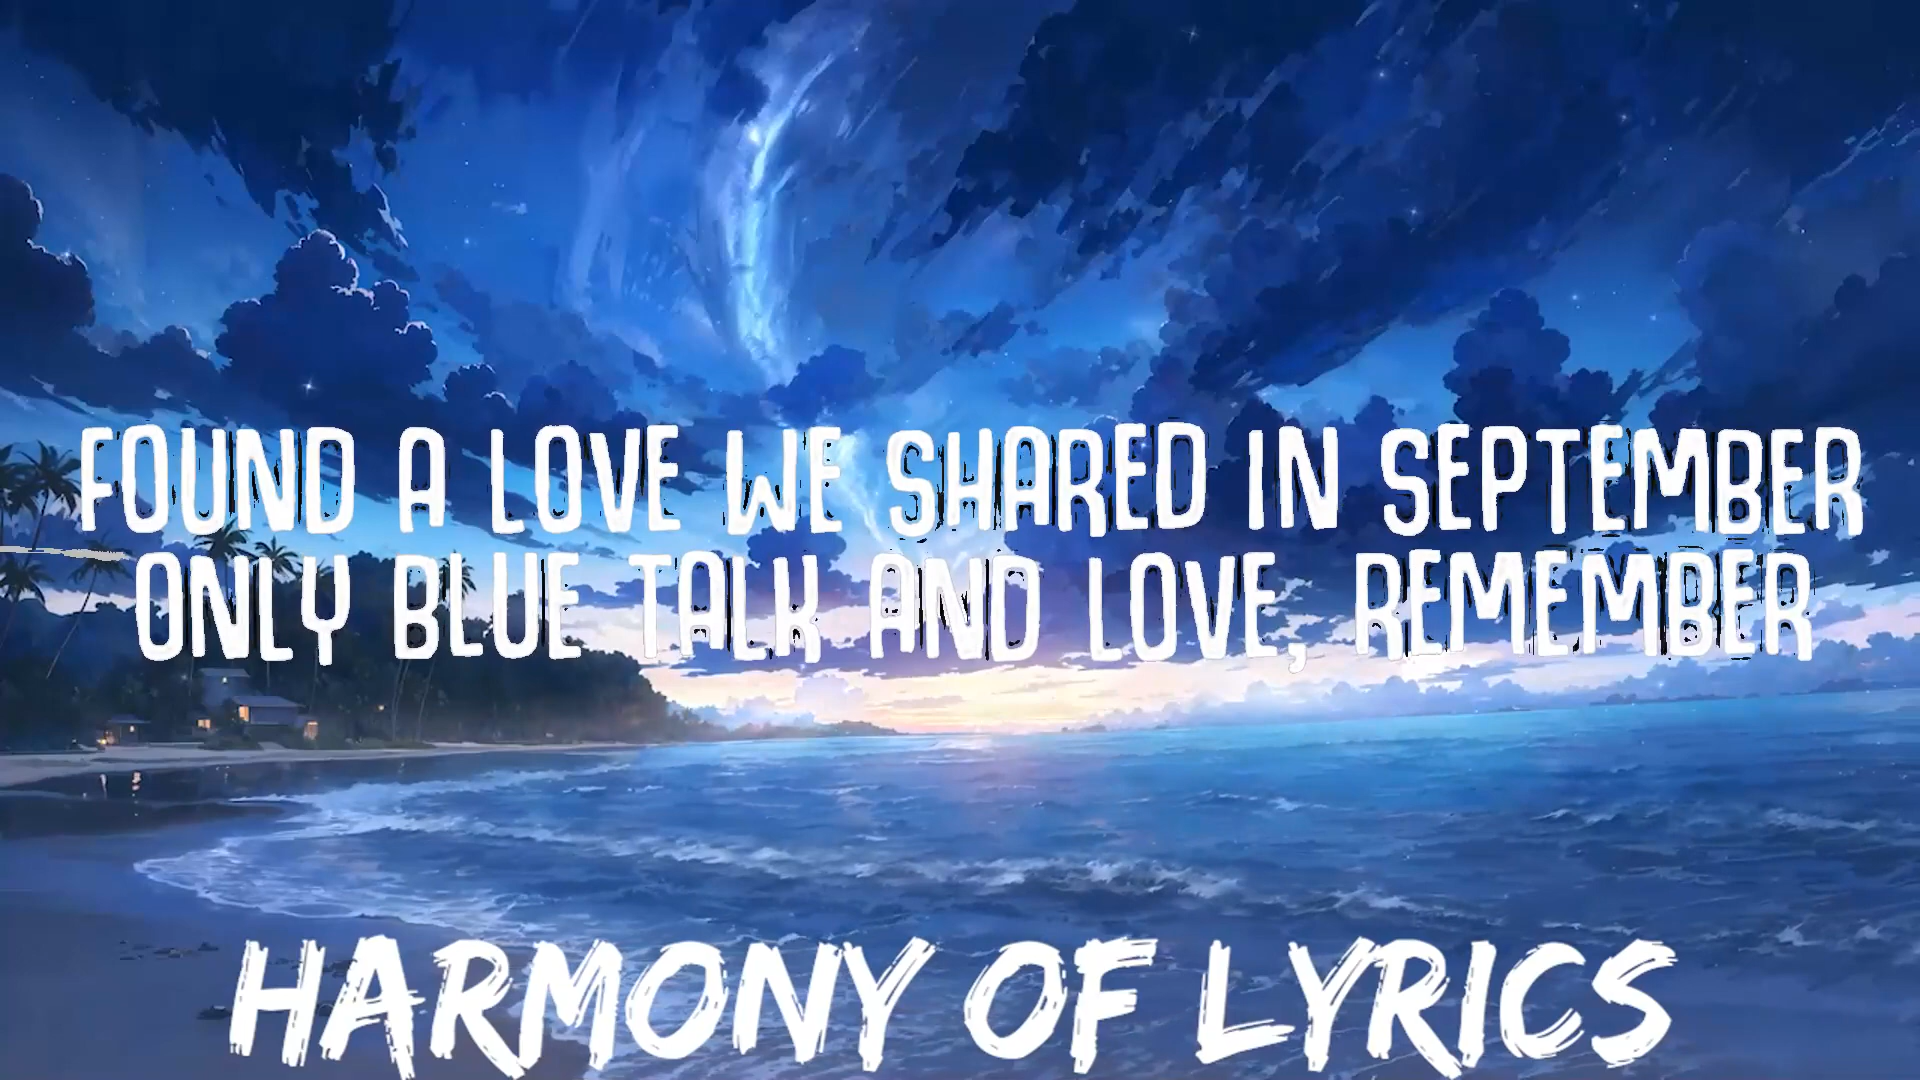 FOUND A LOVE WE SHARED IN SEPTEMBER
ONLY BLUE TALK AND LOVE, REMEMBER
HARMONY OF LYRICS